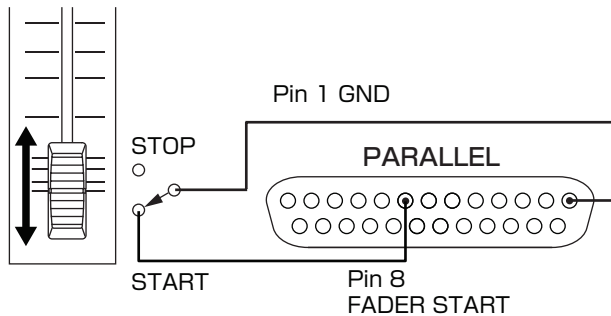 Pin 1 GND
STOP
PARALLEL
START
Pin 8
FADER START